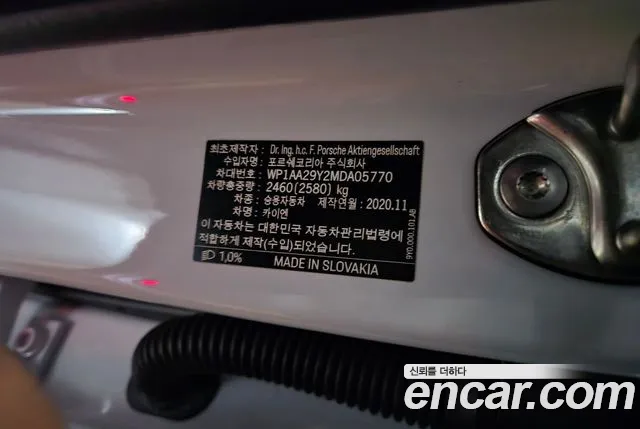 최초제작자 : Dr. Ing. h.c. F. Porsche Aktiengesellschaft
수입자명 : 포르쉐코리아 주식회사
차대번호 : WP1AA29Y2MDA05770
차량총중량 : 2460(2580) kg
차종 : 승용자동차 제작연월 : 2020.11
차명 : 카이엔
이 자동차는 대한민국 자동차관리법령에
적합하게 제작(수입)되었습니다.
1,0% MADE IN SLOVAKIA
9Y0.000.101.AB
신뢰를 더하다
encar.com